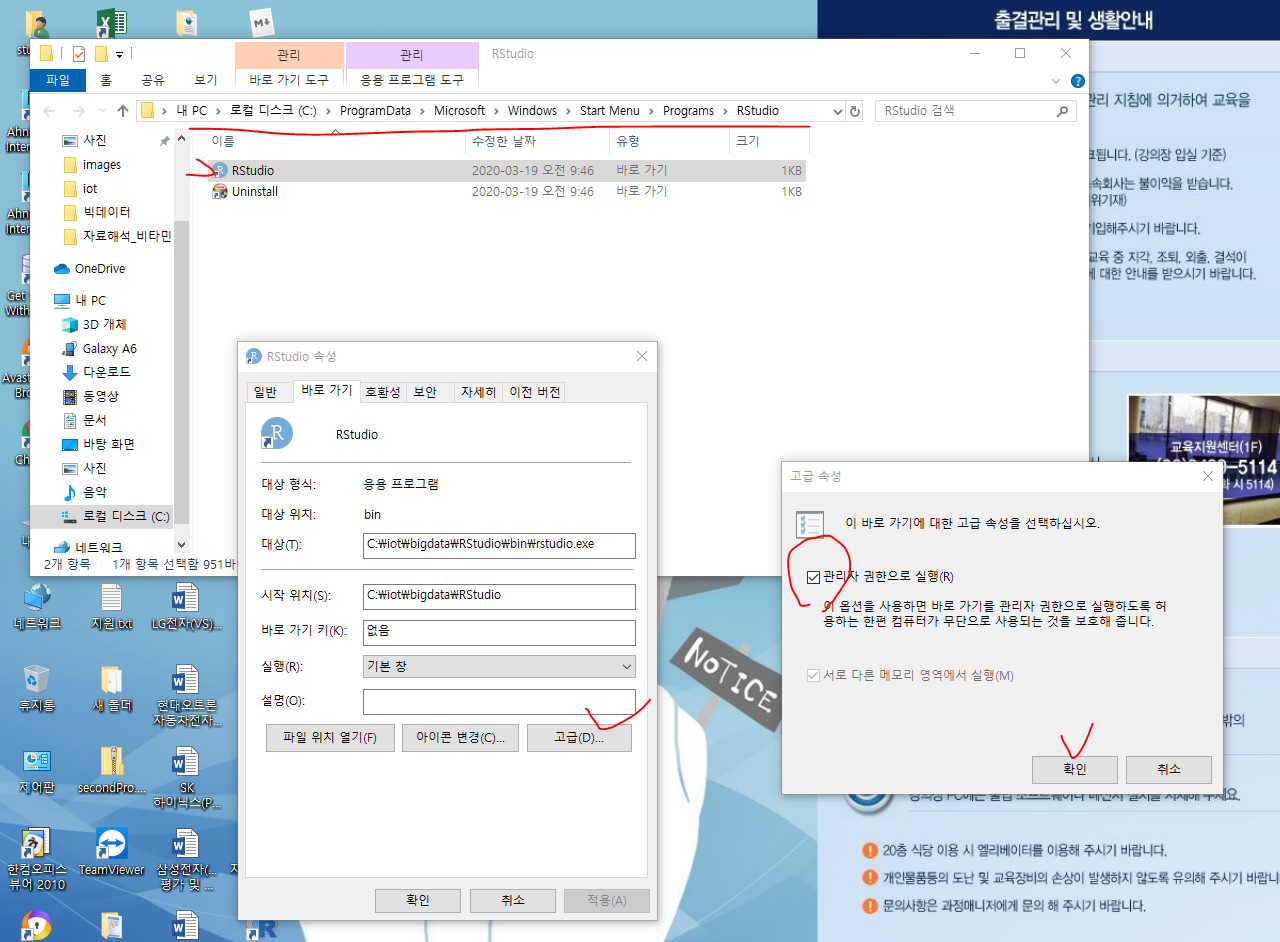 출결관리 및 생활안내
관리 관리 RStudio
파일 홈 공유 보기 바로 가기 도구 응용 프로그램 도구
내 PC 로컬 디스크 (C:) ProgramData Microsoft Windows Start Menu Programs RStudio
RStudio 검색
이름 수정한 날짜 유형 크기
RStudio 2020-03-19 오전 9:46 바로 가기 1KB
Uninstall 2020-03-19 오전 9:46 바로 가기 1KB
사진
images
iot
빅데이터
자료해석_비타민
OneDrive
내 PC
3D 개체
Galaxy A6
다운로드
동영상
문서
바탕 화면
사진
음악
로컬 디스크 (C:)
네트워크
2개 항목 1개 항목 선택함 951바
관리 지침에 의거하여 교육을
크됩니다. (강의장 입실 기준)
속회사는 불이익을 받습니다.
위기재)
기입해주시기 바랍니다.
교육 중 지각, 조퇴, 외출, 결석이
에 대한 안내를 받으시기 바랍니다.
RStudio 속성
일반 바로 가기 호환성 보안 자세히 이전 버전
RStudio
대상 형식: 응용 프로그램
대상 위치: bin
대상(T): C:₩iot₩bigdata₩RStudio₩bin₩rstudio.exe
시작 위치(S): C:₩iot₩bigdata₩RStudio
바로 가기 키(K): 없음
실행(R): 기본 창
설명(O):
파일 위치 열기(F) 아이콘 변경(C)... 고급(D)...
확인 취소 적용(A)
교육지원센터(1F)
5114
화 시 5114)
고급 속성
이 바로 가기에 대한 고급 속성을 선택하십시오.
관리자 권한으로 실행(R)
이 옵션을 사용하면 바로 가기를 관리자 권한으로 실행하도록 허
용하는 한편 컴퓨터가 무단으로 사용되는 것을 보호해 줍니다.
서로 다른 메모리 영역에서 실행(M)
확인 취소
NOTICE
밖의
20층 식당 이용 시 엘리베이터를 이용해 주시기 바랍니다.
개인물품등의 도난 및 교육장비의 손상이 발생하지 않도록 유의해 주시기 바랍니
문의사항은 과정매니저에게 문의 해 주시기 바랍니다.
Ahn
Inter
Ahn
Inter
Get
With
Avast
Bro
Ch
네트워크 지원.txt LG전자(VS)...
휴지통 새 폴더 현대오트론
자동차전자...
제어판 secondPro... SK
하이닉스(P...
한컴오피스
뷰어 2010
TeamViewer 삼성전자(...
평가 및 ...